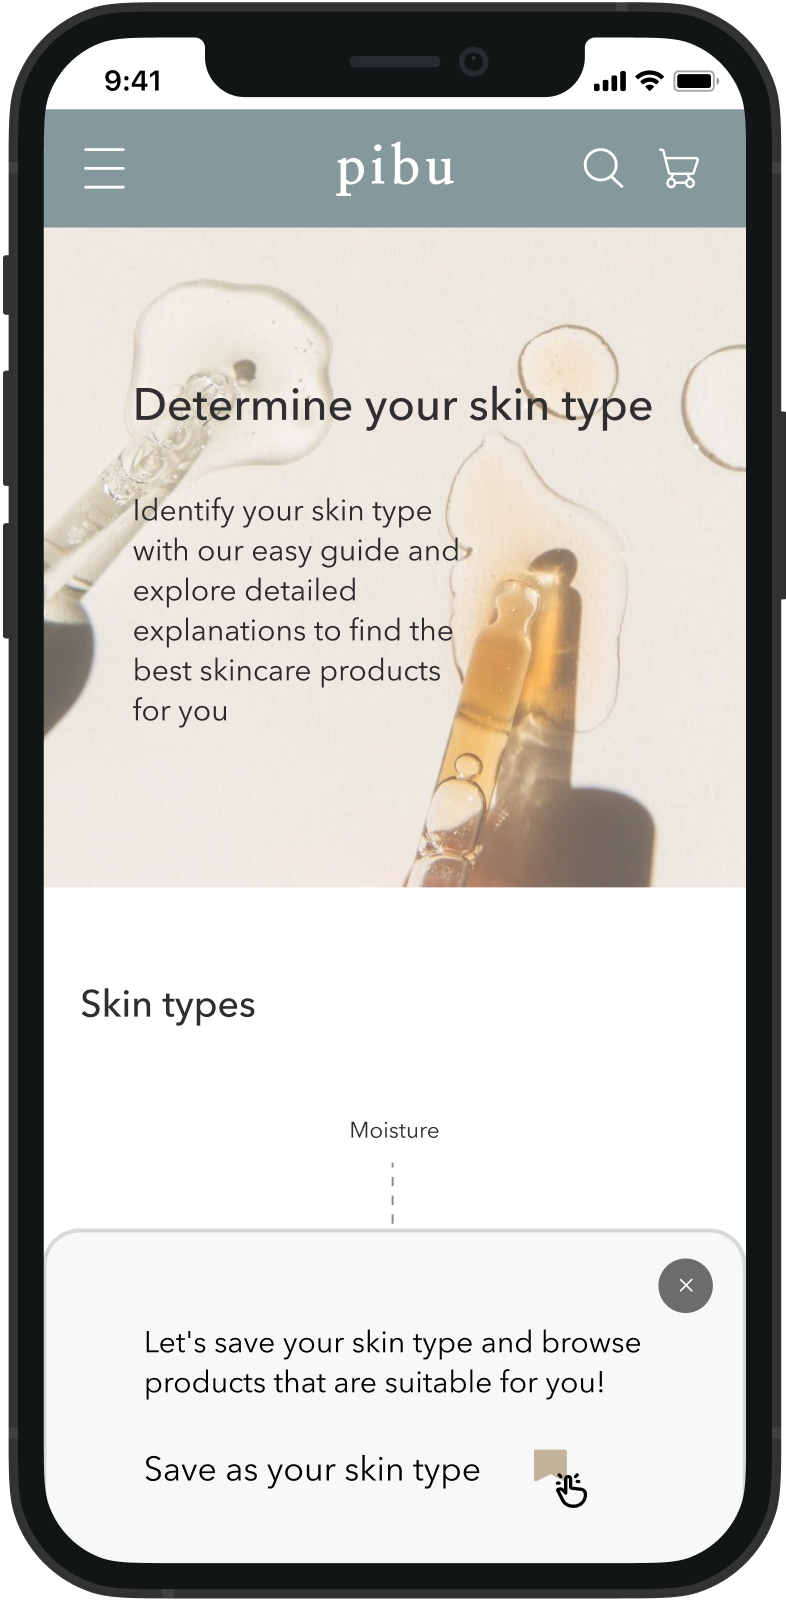 9:41
pibu
Determine your skin type
Identify your skin type
with our easy guide and
explore detailed
explanations to find the
best skincare products
for you
Skin types
Moisture
Let's save your skin type and browse
products that are suitable for you!
Save as your skin type